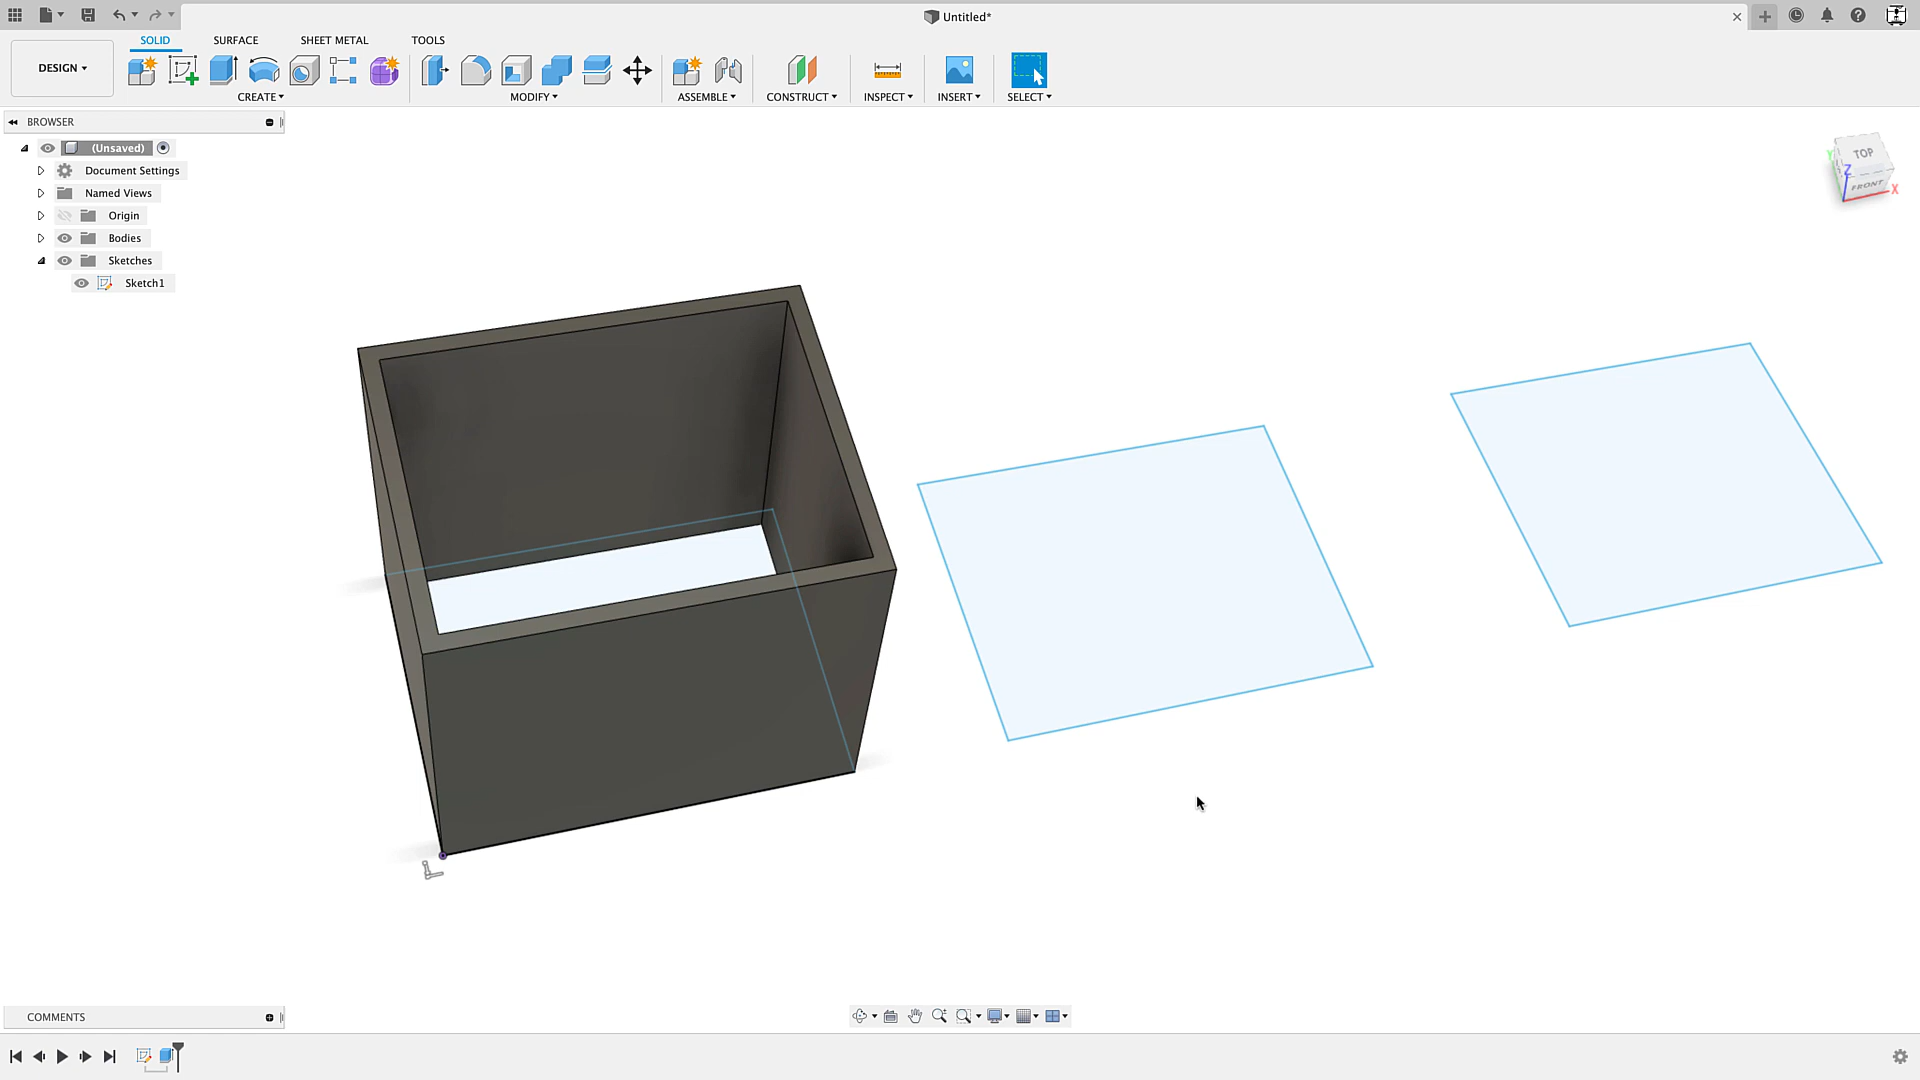 Untitled*
SOLID SURFACE SHEET METAL TOOLS
DESIGN
CREATE MODIFY ASSEMBLE CONSTRUCT INSPECT INSERT SELECT
BROWSER
(Unsaved)
Document Settings
Named Views
Origin
Bodies
Sketches
Sketch1
TOP
FRONT
Z
X
Y
COMMENTS